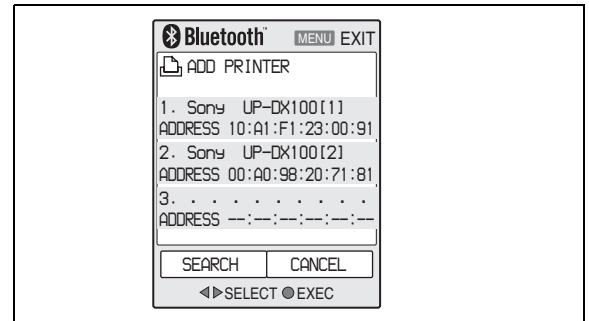 Bluetooth™ MENU EXIT
ADD PRINTER
1. Sony UP-DX100[1]
ADDRESS 10:A1:F1:23:00:91
2. Sony UP-DX100[2]
ADDRESS 00:A0:98:20:71:81
3. . . . . . . . . .
ADDRESS --:--:--:--:--:--
SEARCH CANCEL
◀▶SELECT ●EXEC